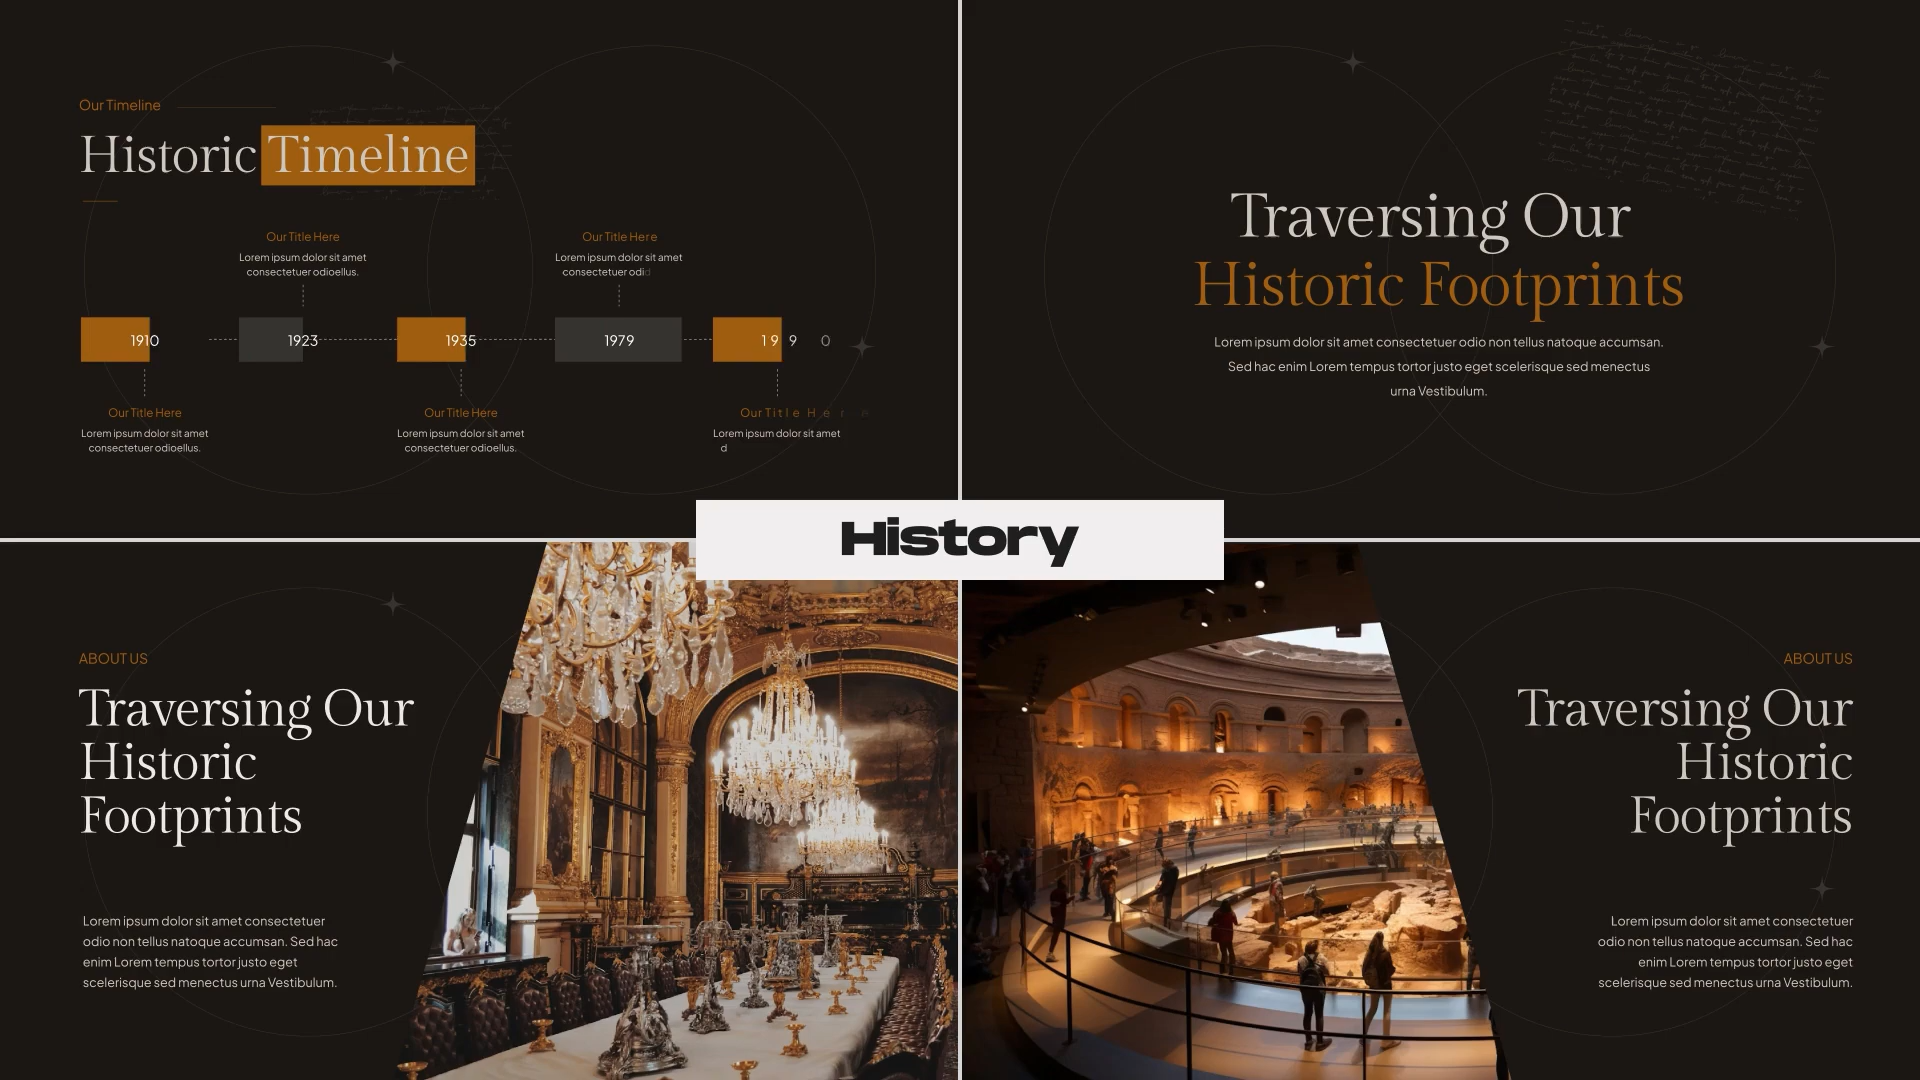 Our Timeline
Historic Timeline
Our Title Here
Lorem ipsum dolor sit amet
consectetuer odioellus.
Our Title Here
Lorem ipsum dolor sit amet
consectetuer odid
1910
1923
1935
1979
1990
Our Title Here
Lorem ipsum dolor sit amet
consectetuer odioellus.
Our Title Here
Lorem ipsum dolor sit amet
consectetuer odioellus.
Our Title Here
Lorem ipsum dolor sit amet
d
Traversing Our
Historic Footprints
Lorem ipsum dolor sit amet consectetuer odio non tellus natoque accumsan.
Sed hac enim Lorem tempus tortor justo eget scelerisque sed menectus
urna Vestibulum.
History
ABOUT US
Traversing Our
Historic
Footprints
Lorem ipsum dolor sit amet consectetuer
odio non tellus natoque accumsan. Sed hac
enim Lorem tempus tortor justo eget
scelerisque sed menectus urna Vestibulum.
ABOUT US
Traversing Our
Historic
Footprints
Lorem ipsum dolor sit amet consectetuer
odio non tellus natoque accumsan. Sed hac
enim Lorem tempus tortor justo eget
scelerisque sed menectus urna Vestibulum.